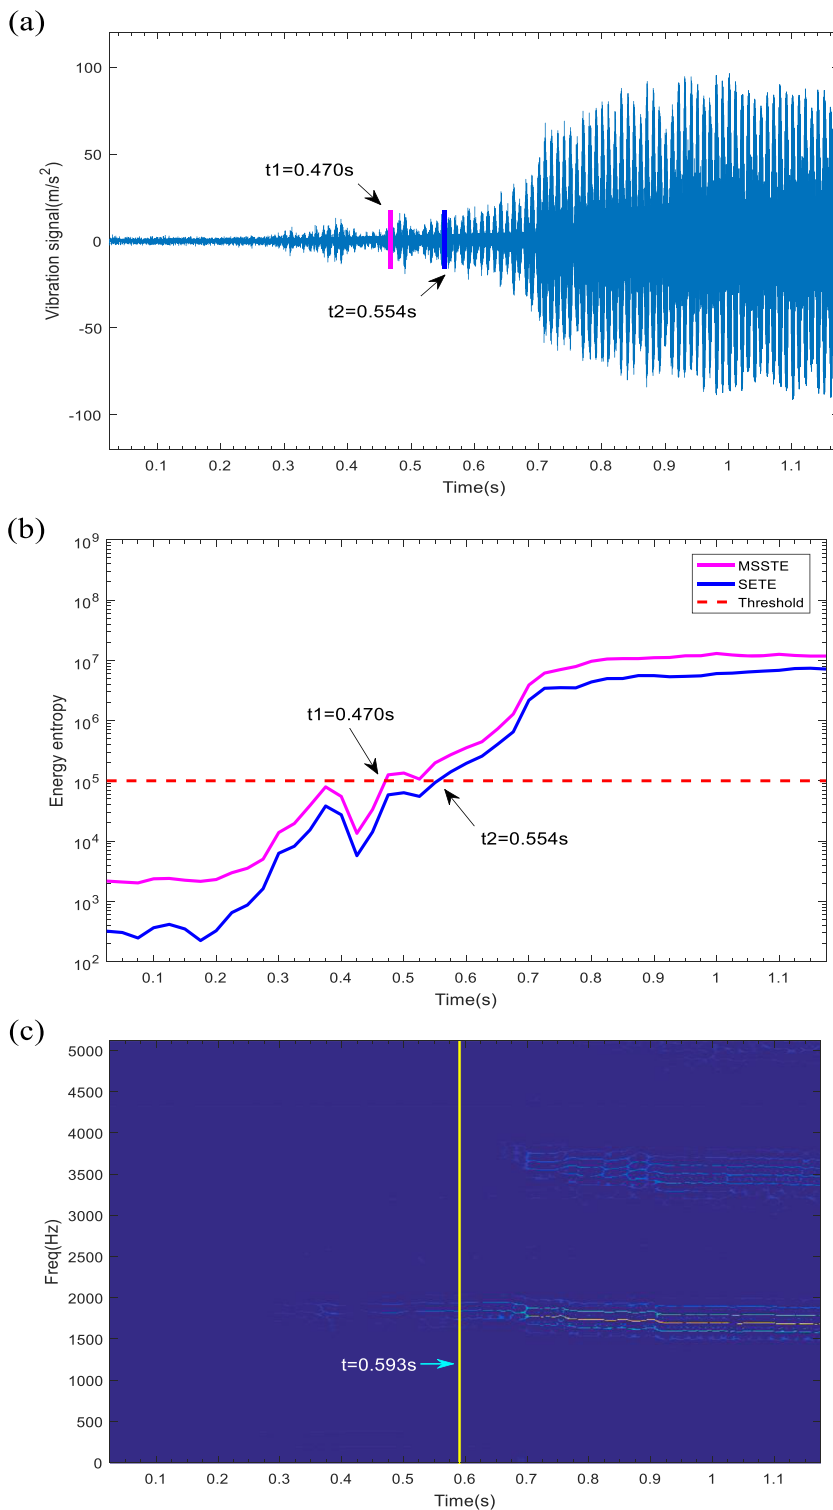 (a)
100
50
0
-50
-100
Vibration signal(m/s²)
t1=0.470s
t2=0.554s
0.1 0.2 0.3 0.4 0.5 0.6 0.7 0.8 0.9 1 1.1
Time(s)
(b)
10⁹
10⁸
10⁷
10⁶
10⁵
10⁴
10³
10²
Energy entropy
MSSTE
SETE
Threshold
t1=0.470s
t2=0.554s
0.1 0.2 0.3 0.4 0.5 0.6 0.7 0.8 0.9 1 1.1
Time(s)
(c)
5000
4500
4000
3500
3000
2500
2000
1500
1000
500
0
Freq(Hz)
t=0.593s
0.1 0.2 0.3 0.4 0.5 0.6 0.7 0.8 0.9 1 1.1
Time(s)